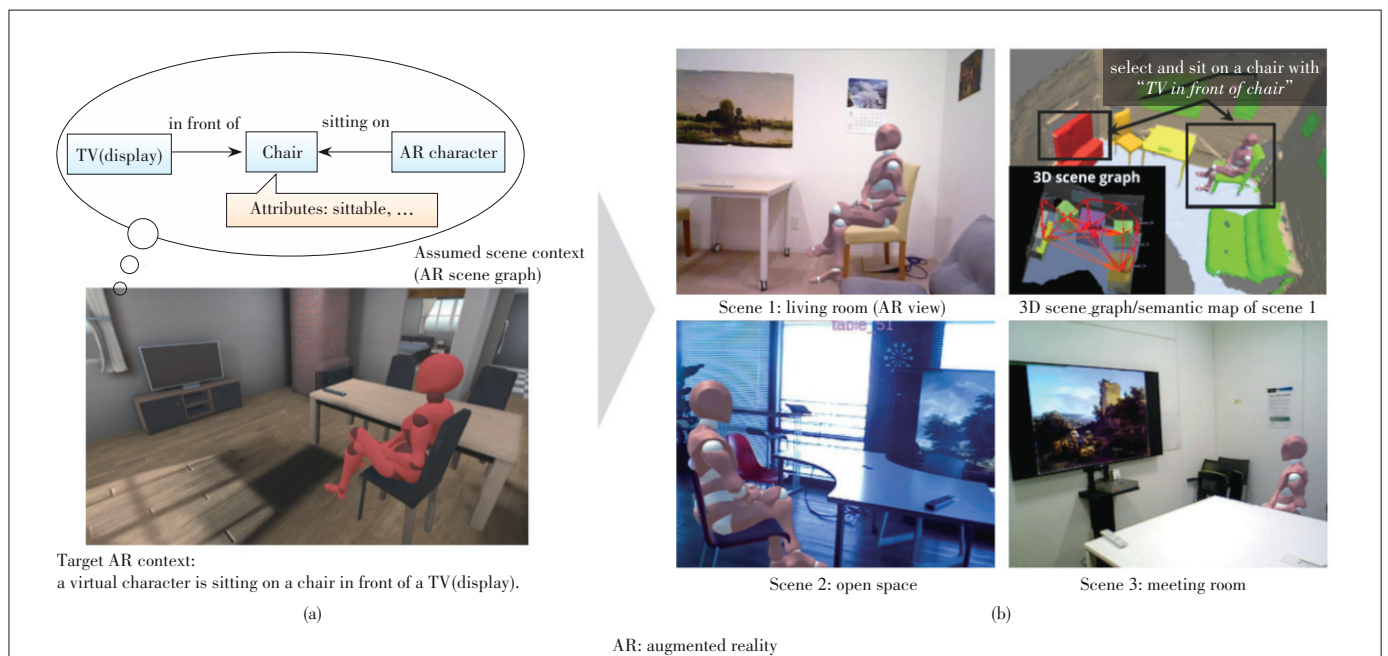 in front of
sitting on
TV(display)
Chair
AR character
Attributes: sittable, …
Assumed scene context
(AR scene graph)
Target AR context:
a virtual character is sitting on a chair in front of a TV(display).
(a)
select and sit on a chair with
“TV in front of chair”
3D scene graph
Scene 1: living room (AR view)
3D scene_graph/semantic map of scene 1
table_51
Scene 2: open space
Scene 3: meeting room
(b)
AR: augmented reality